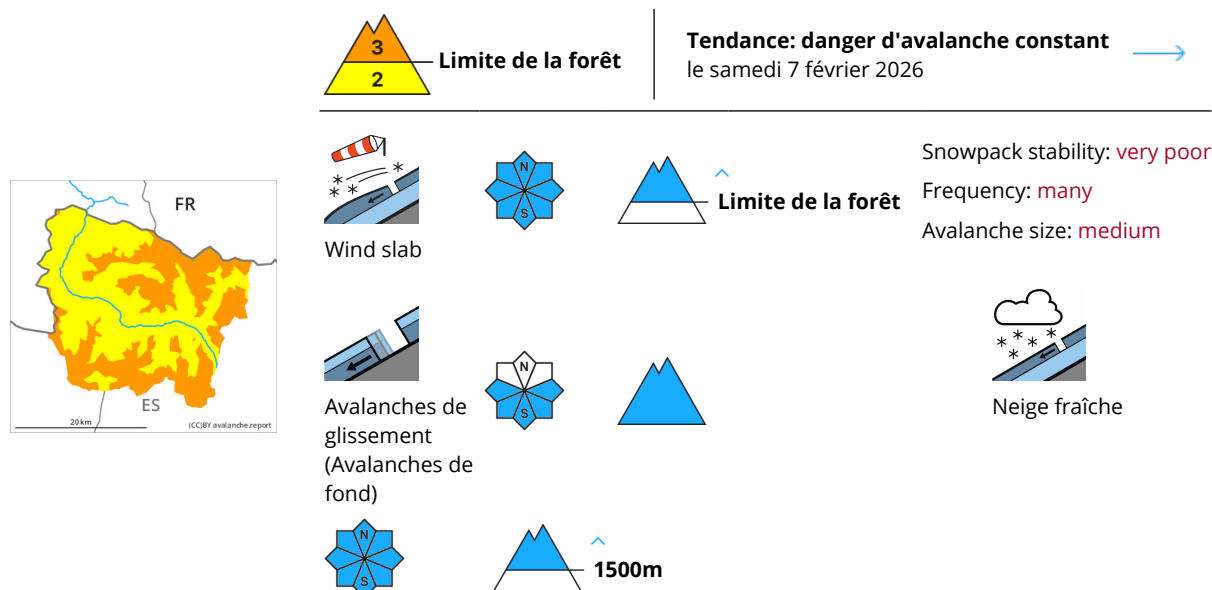 3
2
Limite de la forêt
Tendance: danger d'avalanche constant
le samedi 7 février 2026
FR
ES
20 km
(CC)BY avalanche.report
Wind slab
N
S
Limite de la forêt
Snowpack stability: very poor
Frequency: many
Avalanche size: medium
Avalanches de
glissement
(Avalanches de
fond)
N
S
Neige fraîche
N
S
1500m